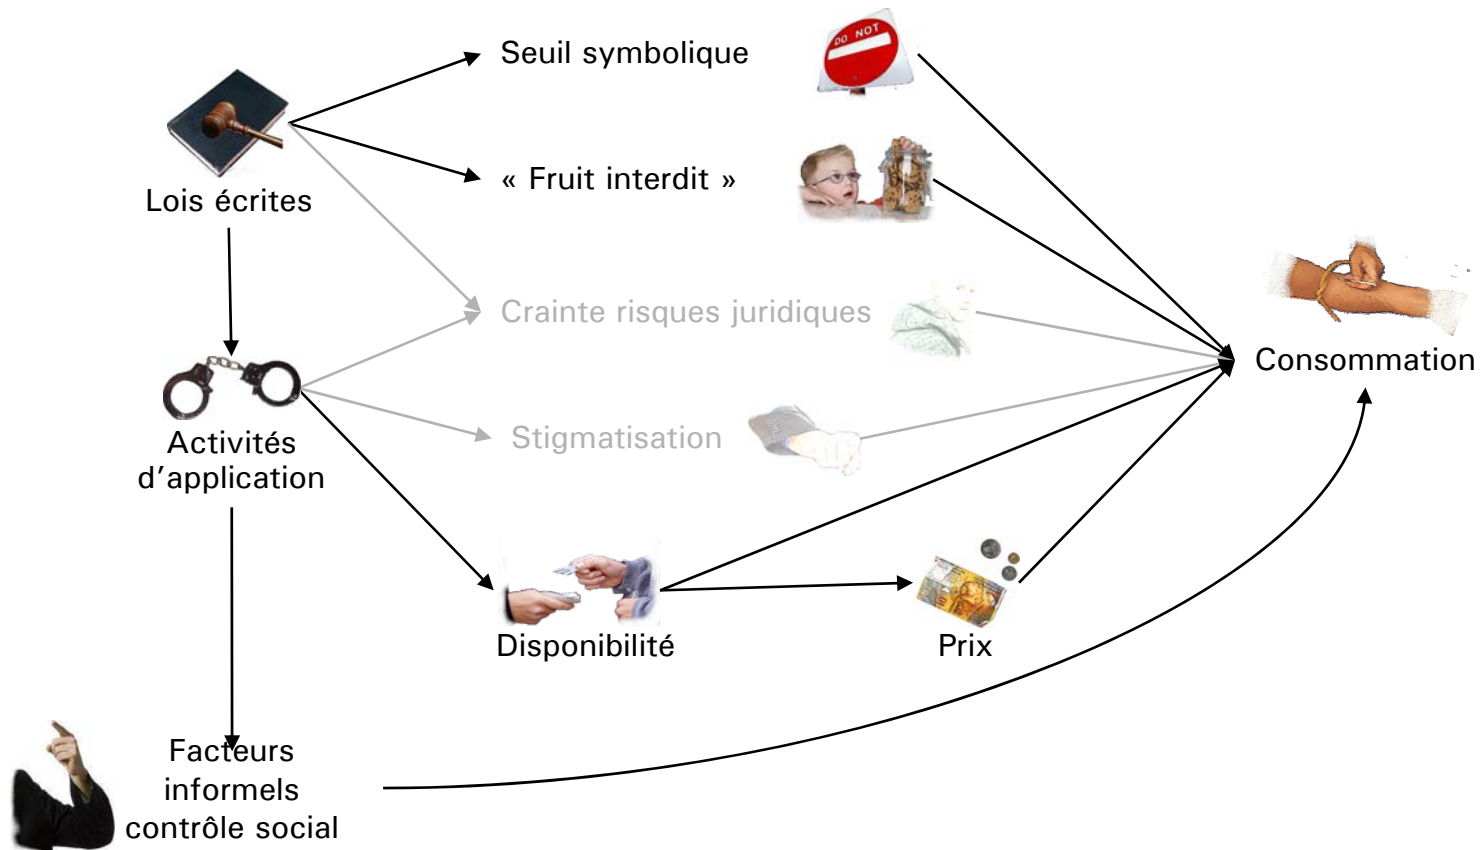 Seuil symbolique
DO NOT
« Fruit interdit »
Lois écrites
Crainte risques juridiques
Consommation
Activités
d’application
Stigmatisation
Disponibilité
Prix
Facteurs
informels
contrôle social